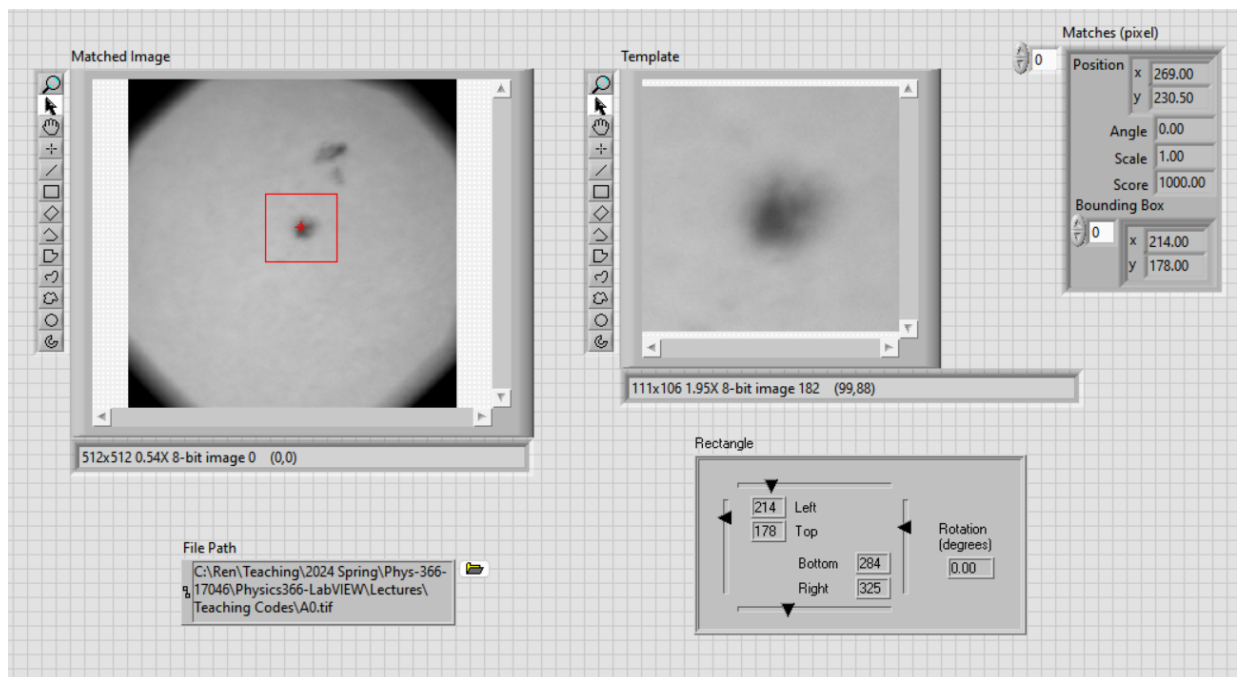 Matched Image
512x512 0.54X 8-bit image 0 (0,0)
Template
111x106 1.95X 8-bit image 182 (99,88)
Matches (pixel)
0
Position
x 269.00
y 230.50
Angle 0.00
Scale 1.00
Score 1000.00
Bounding Box
0
x 214.00
y 178.00
File Path
C:\Ren\Teaching\2024 Spring\Phys-366-
17046\Physics366-LabVIEW\Lectures\
Teaching Codes\A0.tif
Rectangle
214 Left
178 Top
Bottom 284
Right 325
Rotation
(degrees)
0.00